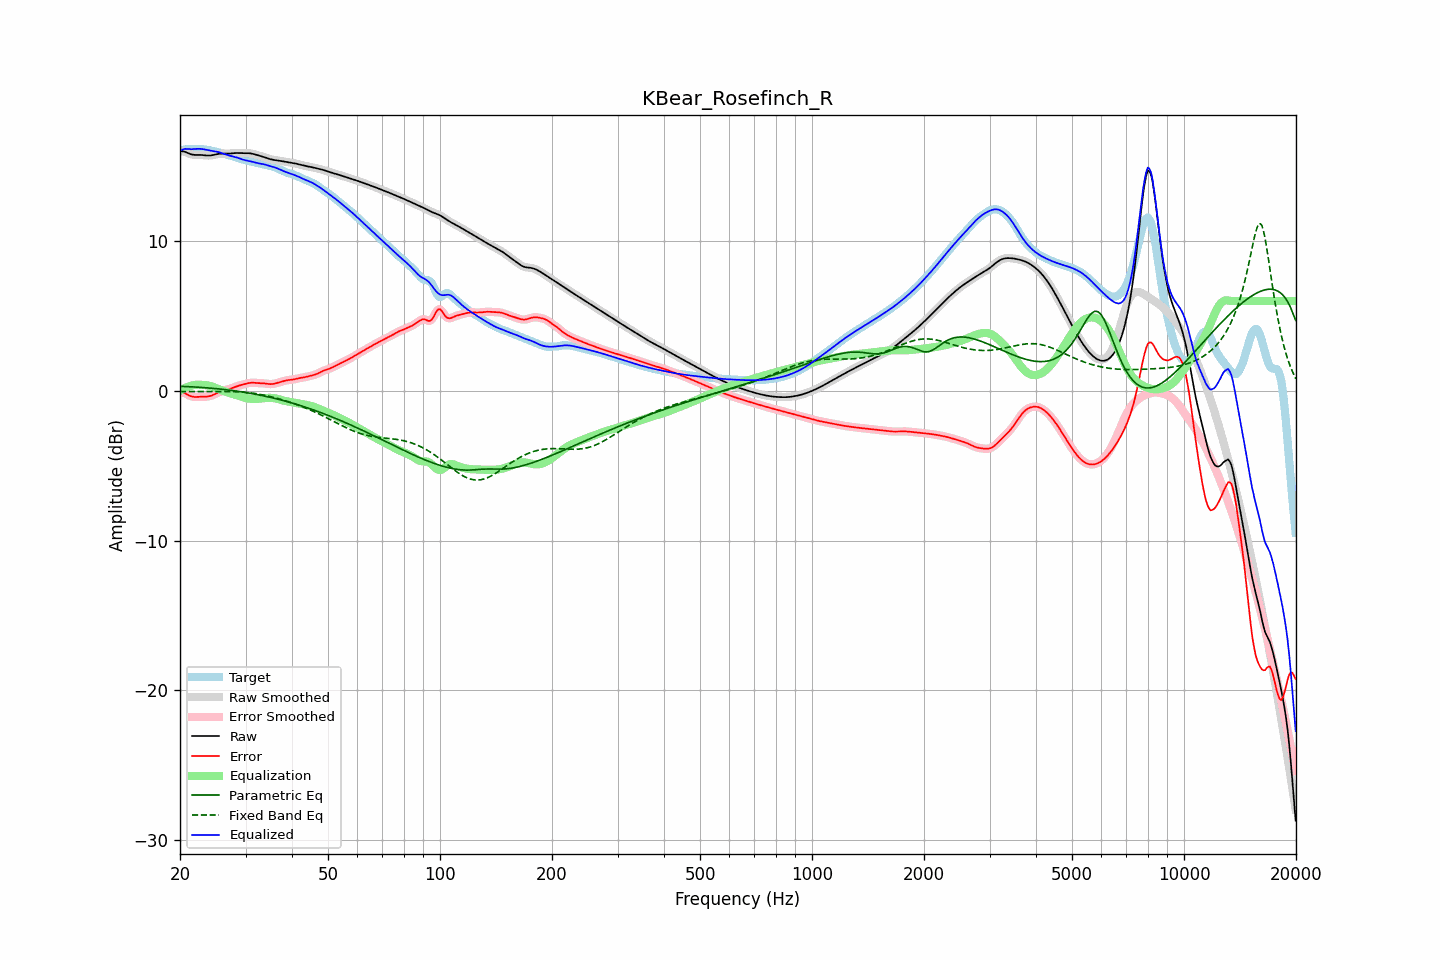 KBear_Rosefinch_R
10
0
−10
−20
−30
Amplitude (dBr)
Target
Raw Smoothed
Error Smoothed
Raw
Error
Equalization
Parametric Eq
Fixed Band Eq
Equalized
20 50 100 200 500 1000 2000 5000 10000 20000
Frequency (Hz)